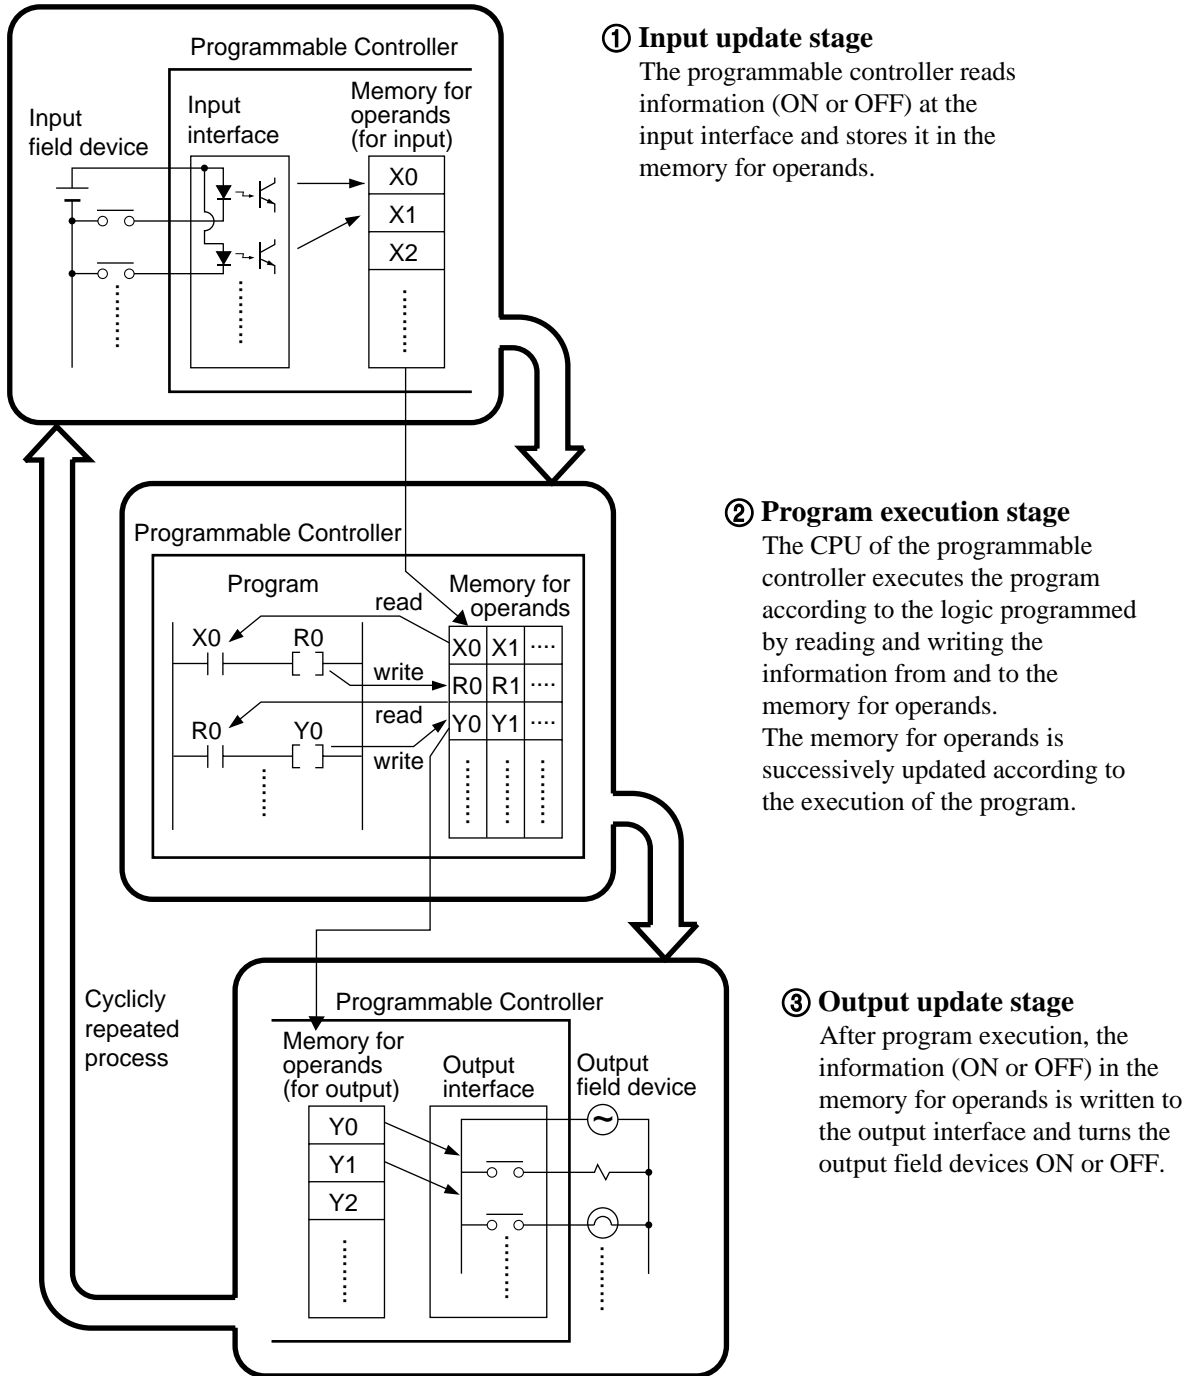 Programmable Controller
Input
field device
Input
interface
Memory for
operands
(for input)
X0
X1
X2
① Input update stage
The programmable controller reads
information (ON or OFF) at the
input interface and stores it in the
memory for operands.
Programmable Controller
Program
Memory for
operands
read
X0 R0
write
read
R0 Y0
write
X0 X1 ....
R0 R1 ....
Y0 Y1 ....
② Program execution stage
The CPU of the programmable
controller executes the program
according to the logic programmed
by reading and writing the
information from and to the
memory for operands.
The memory for operands is
successively updated according to
the execution of the program.
Cyclicly
repeated
process
Programmable Controller
Memory for
operands
(for output)
Output
interface
Output
field device
Y0
Y1
Y2
③ Output update stage
After program execution, the
information (ON or OFF) in the
memory for operands is written to
the output interface and turns the
output field devices ON or OFF.